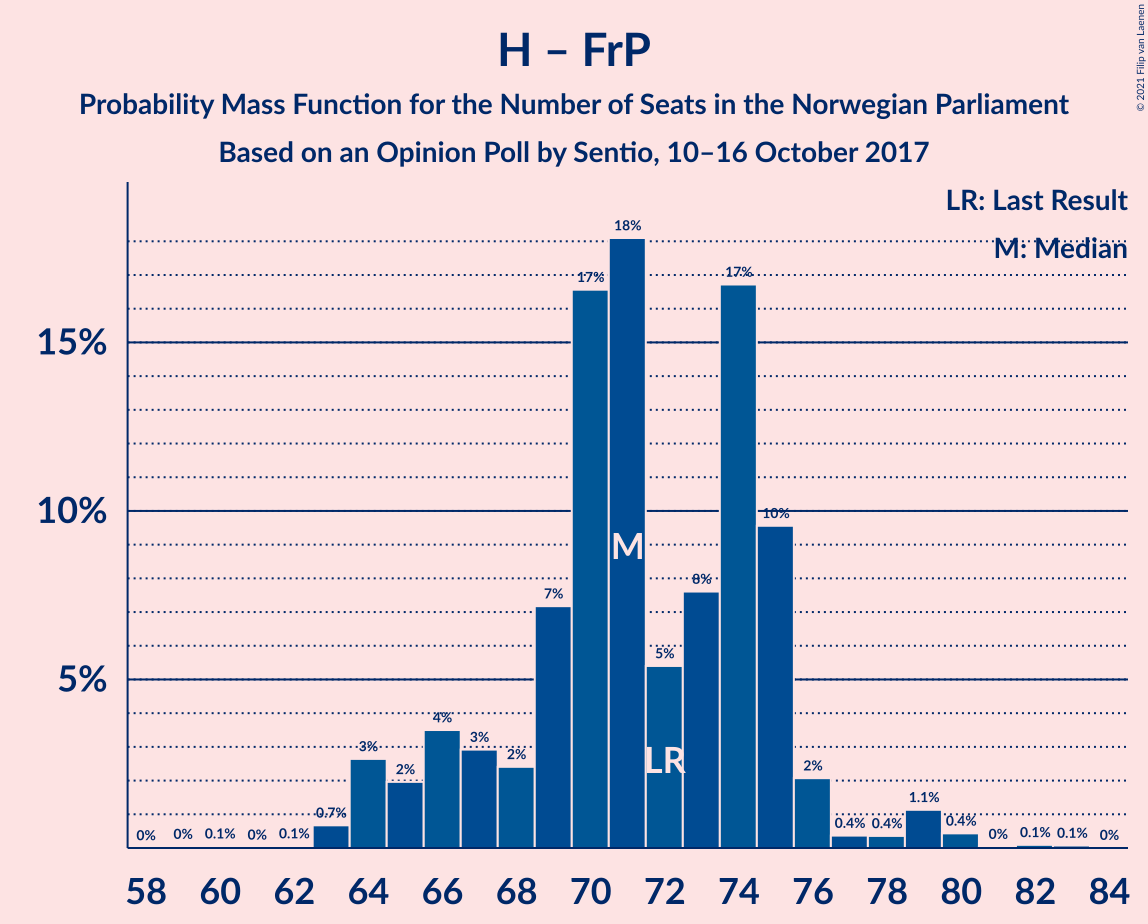 H – FrP
Probability Mass Function for the Number of Seats in the Norwegian Parliament
Based on an Opinion Poll by Sentio, 10–16 October 2017
© 2021 Filip van Laenen
LR: Last Result
M: Median
15%
10%
5%
0% 0% 0.1% 0% 0.1% 0.7% 3% 2% 4% 3% 2% 7% 17% 18% 5% 8% 17% 10% 2% 0.4% 0.4% 1.1% 0.4% 0% 0.1% 0.1% 0%
M
LR
58 60 62 64 66 68 70 72 74 76 78 80 82 84